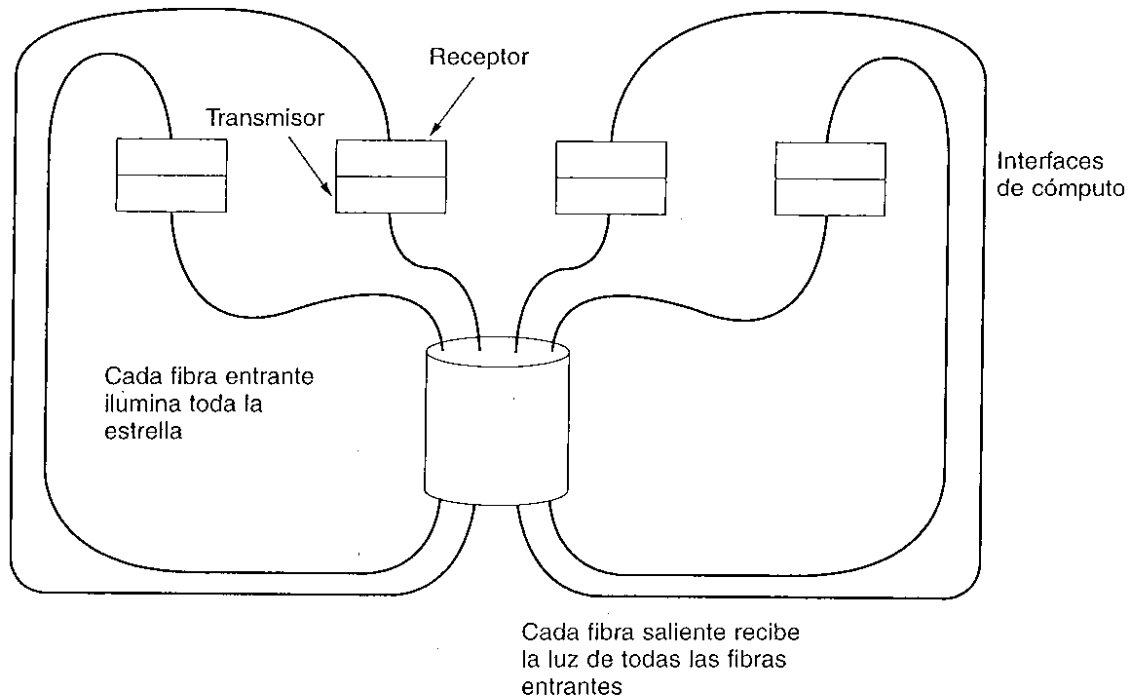 Receptor
Transmisor
Interfaces
de cómputo
Cada fibra entrante
ilumina toda la
estrella
Cada fibra saliente recibe
la luz de todas las fibras
entrantes